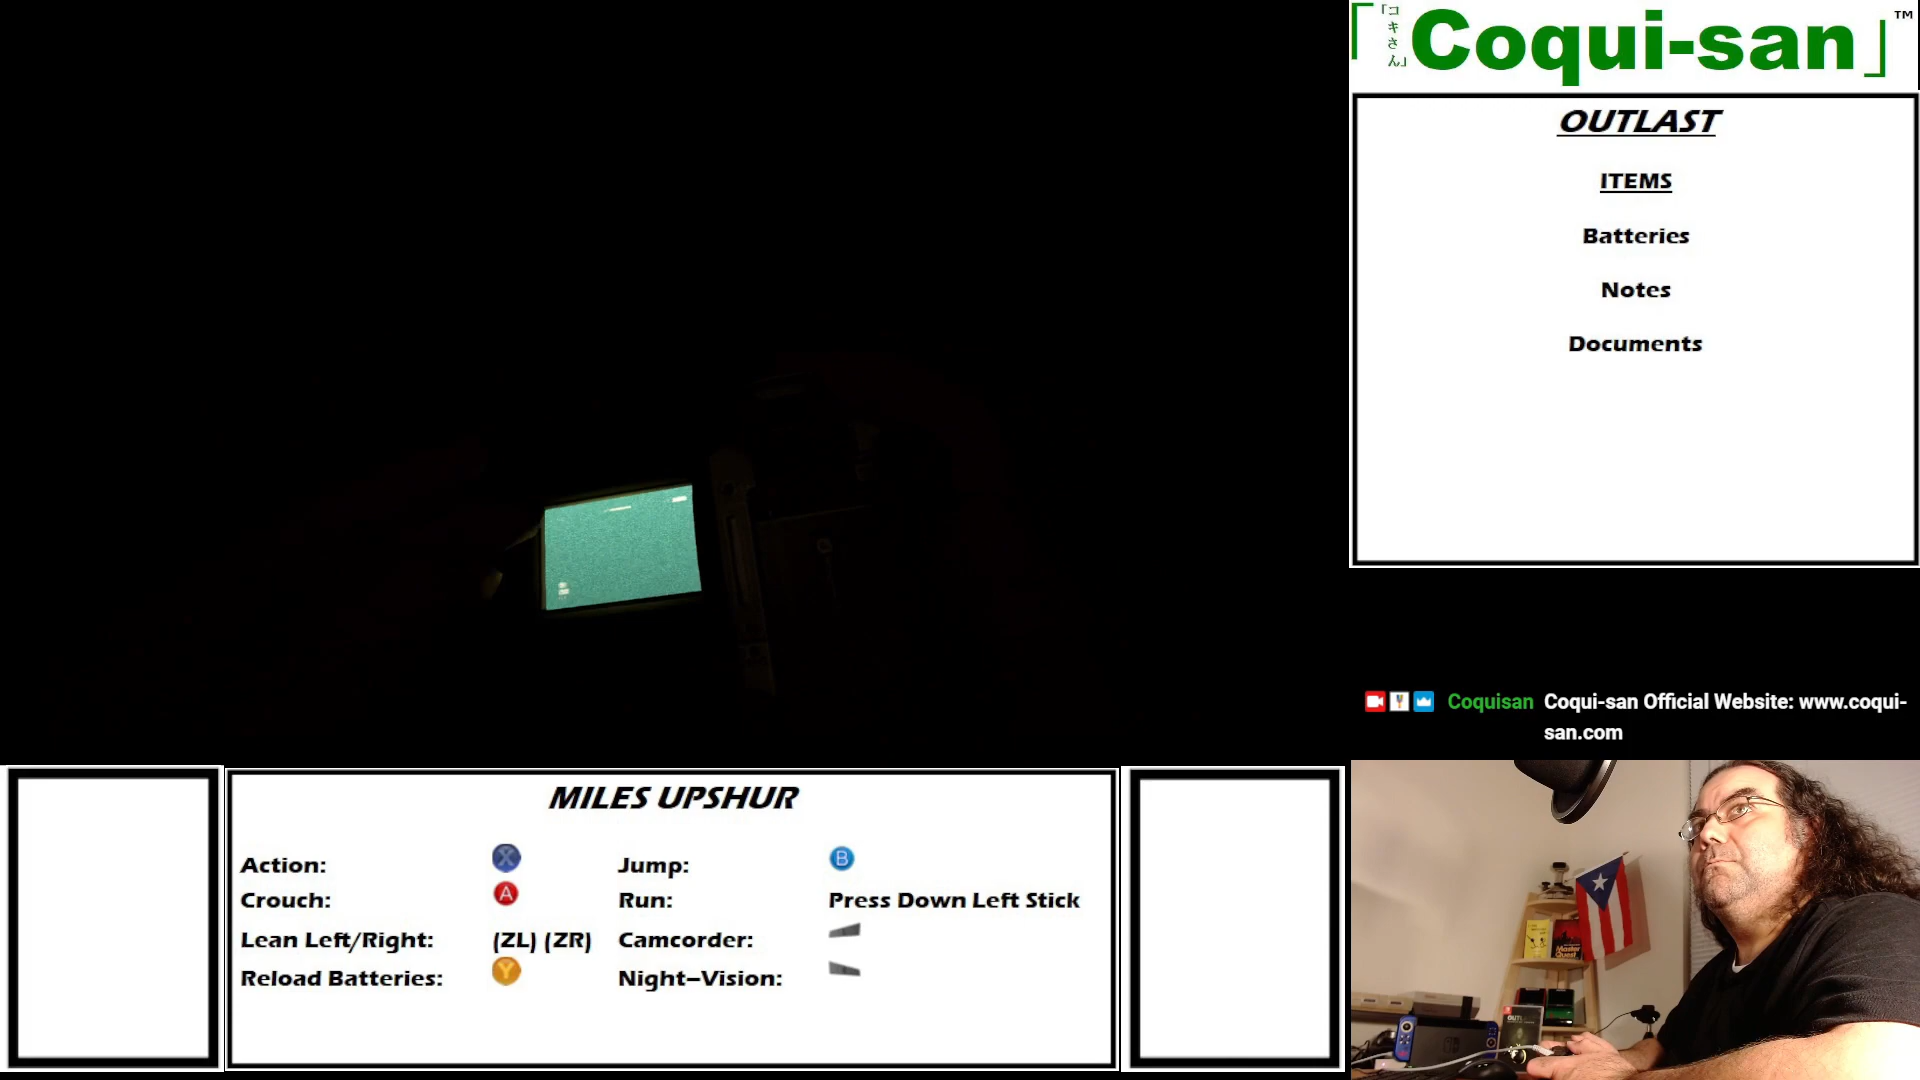 「コキさん」
「Coqui-san」™
OUTLAST
ITEMS
Batteries
Notes
Documents
Coquisan Coqui-san Official Website: www.coqui-
san.com
MILES UPSHUR
Action: X Jump: B
Crouch: A Run: Press Down Left Stick
Lean Left/Right: (ZL) (ZR) Camcorder:
Reload Batteries: Y Night-Vision:
Master
Quest